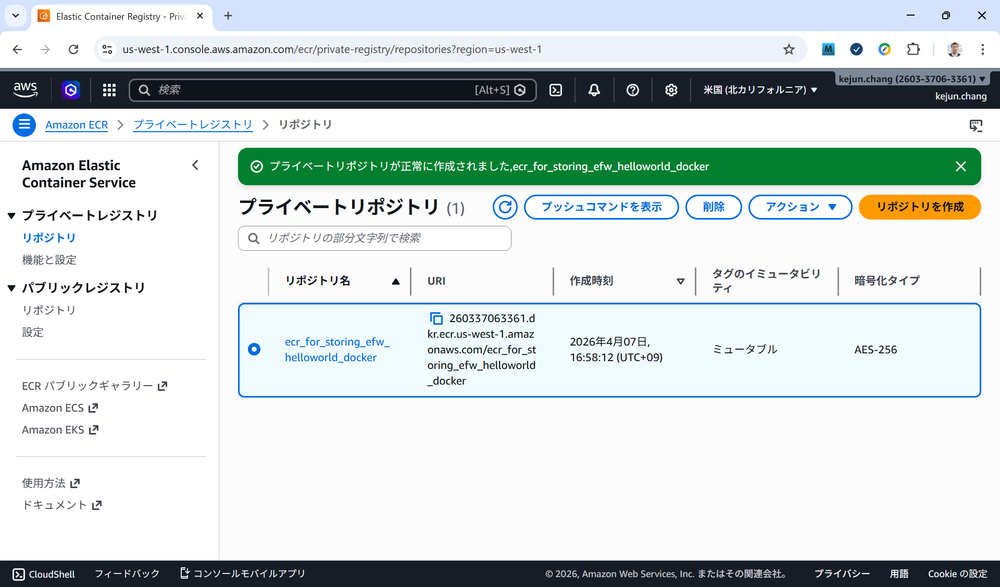 Elastic Container Registry - Priva
us-west-1.console.aws.amazon.com/ecr/private-registry/repositories?region=us-west-1
M
aws
検索
[Alt+S]
米国 (北カリフォルニア) ▼
kejun.chang (2603-3706-3361) ▼
kejun.chang
Amazon ECR
プライベートレジストリ
リポジトリ
Amazon Elastic
Container Service
プライベートレジストリ
リポジトリ
機能と設定
パブリックレジストリ
リポジトリ
設定
ECR パブリックギャラリー
Amazon ECS
Amazon EKS
使用方法
ドキュメント
プライベートリポジトリが正常に作成されました,ecr_for_storing_efw_helloworld_docker
プライベートリポジトリ (1)
プッシュコマンドを表示
削除
アクション
リポジトリを作成
リポジトリの部分文字列で検索
リポジトリ名
URI
作成時刻
タグのイミュータビリ
ティ
暗号化タイプ
ecr_for_storing_efw_
helloworld_docker
260337063361.d
kr.ecr.us-west-1.amaz
onaws.com/ecr_for_st
oring_efw_helloworld
_docker
2026年4月07日,
16:58:12 (UTC+09)
ミュータブル
AES-256
CloudShell
フィードバック
コンソールモバイルアプリ
© 2026, Amazon Web Services, Inc. またはその関連会社。
プライバシー
用語
Cookie の設定